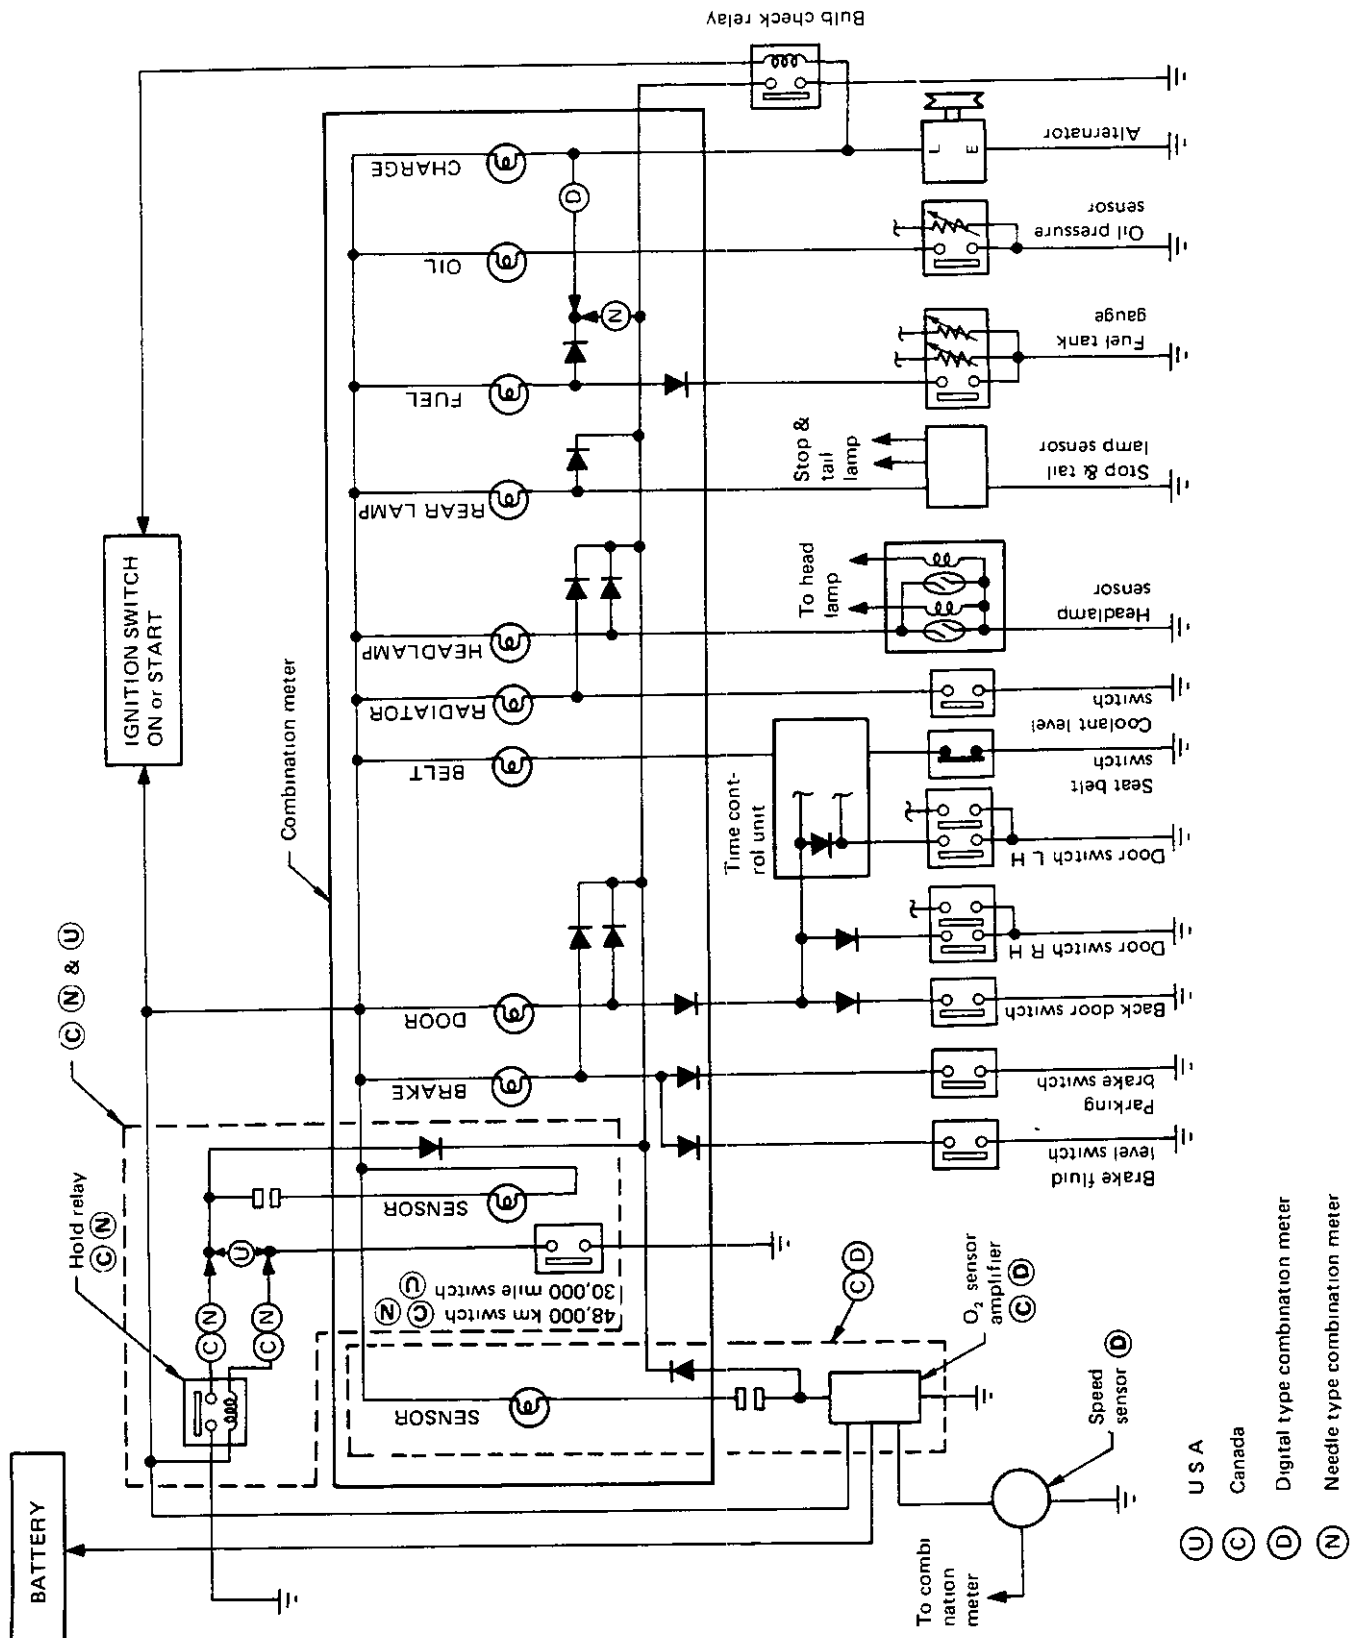 Bulb check relay
IGNITION SWITCH
ON or START
Combination meter
CHARGE
OIL
FUEL
REAR LAMP
HEADLAMP
RADIATOR
BELT
DOOR
BRAKE
SENSOR
SENSOR
D
N
L
E
Alternator
Oil pressure
sensor
Fuel tank
gauge
Stop &
tail
lamp
Stop & tail
lamp sensor
To head
lamp
Headlamp
sensor
Coolant level
switch
Seat belt
switch
Time cont-
rol unit
Door switch L H
Door switch R H
Back door switch
Parking
brake switch
Brake fluid
level switch
C N & U
Hold relay
C N
U
C N
C N
48,000 km switch C N
30,000 mile switch U
C D
O2 sensor
amplifier
C D
Speed
sensor D
BATTERY
To combi
nation
meter
U U S A
C Canada
D Digital type combination meter
N Needle type combination meter